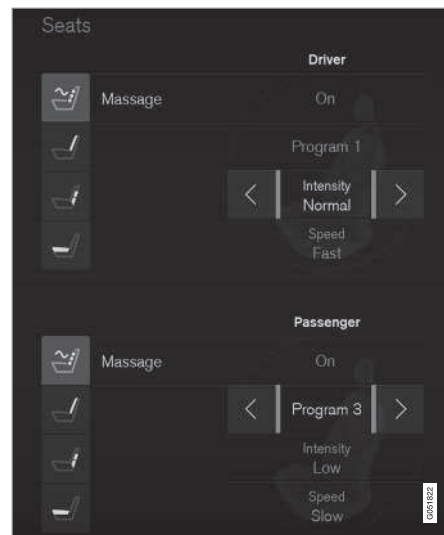 Seats
Driver
Massage
On
Program 1
Intensity
Normal
Speed
Fast
Passenger
Massage
On
Program 3
Intensity
Low
Speed
Slow
G051822